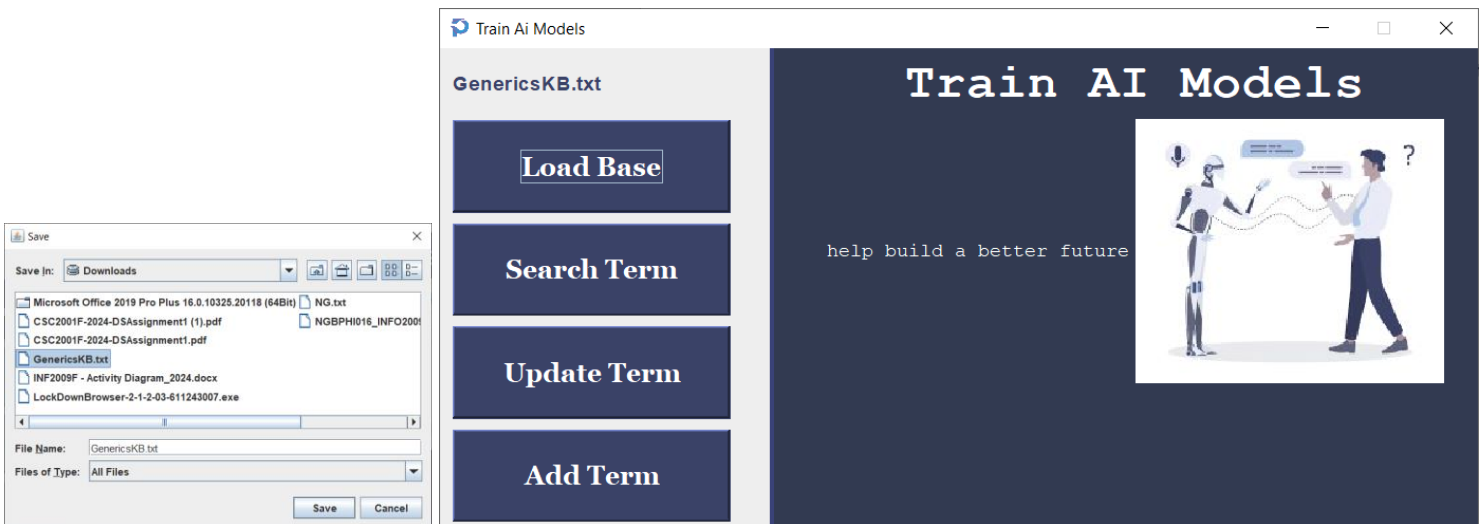 Save
Save In: Downloads
Microsoft Office 2019 Pro Plus 16.0.10325.20118 (64Bit)
CSC2001F-2024-DSAssignment1 (1).pdf
CSC2001F-2024-DSAssignment1.pdf
GenericsKB.txt
INF2009F - Activity Diagram_2024.docx
LockDownBrowser-2-1-2-03-611243007.exe
NG.txt
NGBPHI016_INFO200
File Name: GenericsKB.txt
Files of Type: All Files
Save Cancel
Train Ai Models
GenericsKB.txt
Load Base
Search Term
Update Term
Add Term
Train AI Models
help build a better future
?